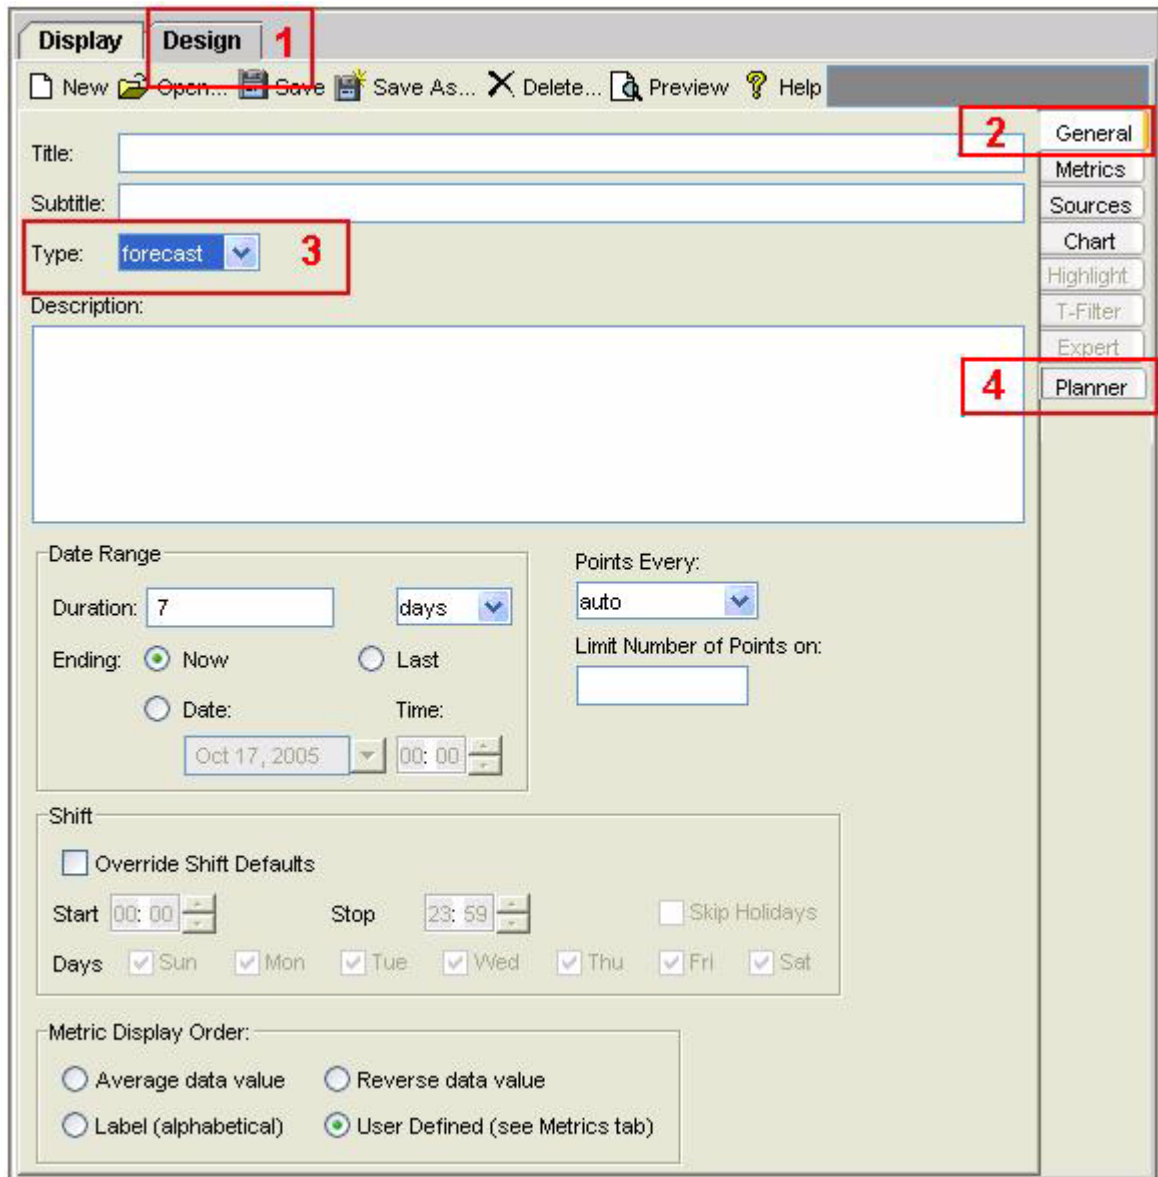 Display Design 1
New Open... Save Save As... Delete... Preview Help
2 General
Title:
Metrics
Subtitle:
Sources
Type: forecast 3
Chart
Highlight
Description:
T-Filter
Expert
4 Planner
Date Range
Points Every:
Duration: 7 days
auto
Ending: Now Last
Limit Number of Points on:
Date: Time:
Oct 17, 2005 00: 00
Shift
Override Shift Defaults
Start 00: 00 Stop 23: 59 Skip Holidays
Days Sun Mon Tue Wed Thu Fri Sat
Metric Display Order:
Average data value Reverse data value
Label (alphabetical) User Defined (see Metrics tab)